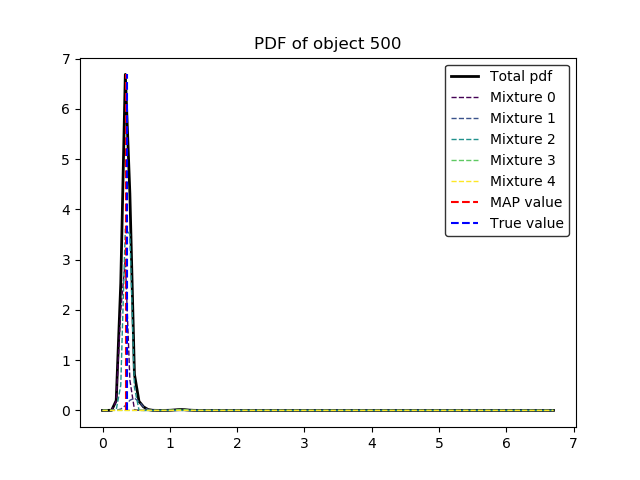 PDF of object 500
7
6
5
4
3
2
1
0
0 1 2 3 4 5 6 7
Total pdf
Mixture 0
Mixture 1
Mixture 2
Mixture 3
Mixture 4
MAP value
True value